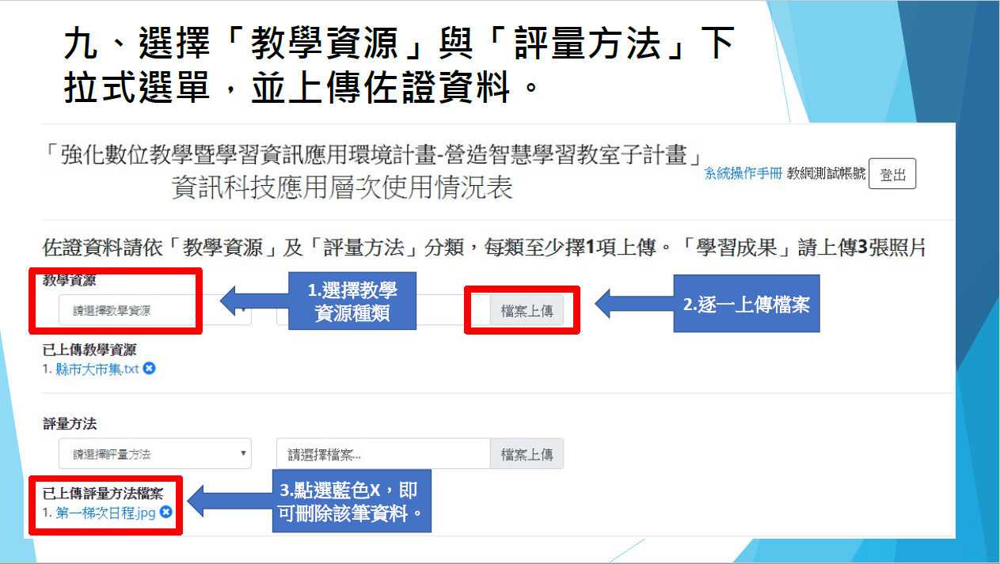 九、選擇「教學資源」與「評量方法」下
拉式選單，並上傳佐證資料。
「強化數位教學暨學習資訊應用環境計畫-營造智慧學習教室子計畫」
資訊科技應用層次使用情況表
系統操作手冊 教網測試帳號 登出
佐證資料請依「教學資源」及「評量方法」分類，每類至少擇1項上傳。「學習成果」請上傳3張照片
教學資源
請選擇教學資源
1.選擇教學
資源種類
檔案上傳
2.逐一上傳檔案
已上傳教學資源
1. 縣市大市集.txt
評量方法
請選擇評量方法
請選擇檔案...
檔案上傳
已上傳評量方法檔案
1. 第一梯次日程.jpg
3.點選藍色X，即
可刪除該筆資料。